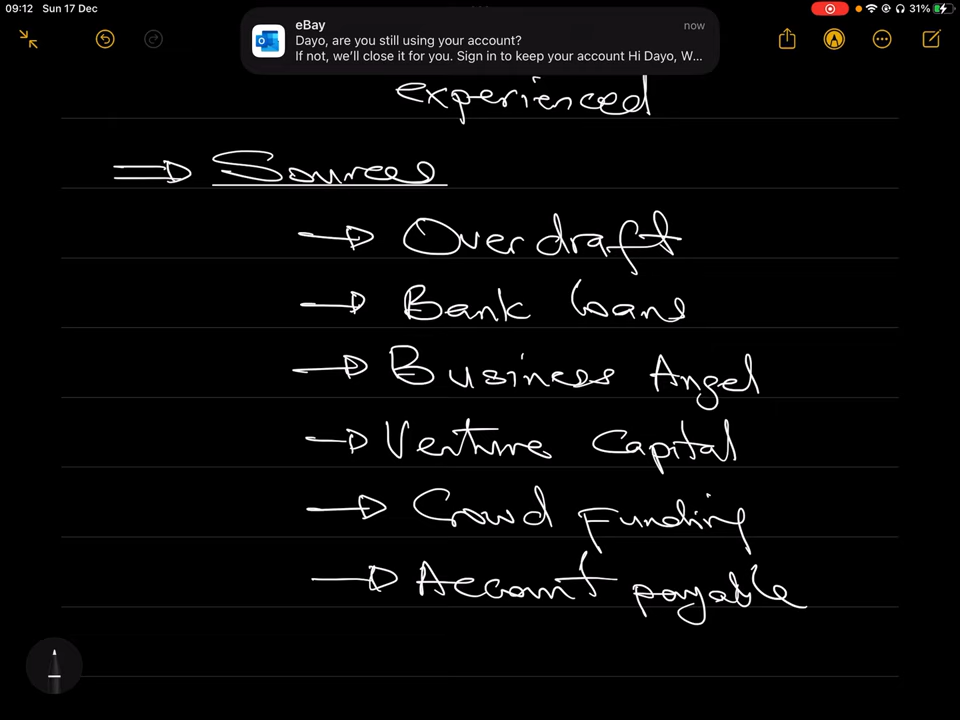 09:12 Sun 17 Dec
31%
eBay
now
Dayo, are you still using your account?
If not, we'll close it for you. Sign in to keep your account Hi Dayo, W...
experienced
⇒ Sources
→ Overdraft
→ Bank loans
→ Business Angel
→ Venture Capital
→ Crowd Funding
→ Account payable